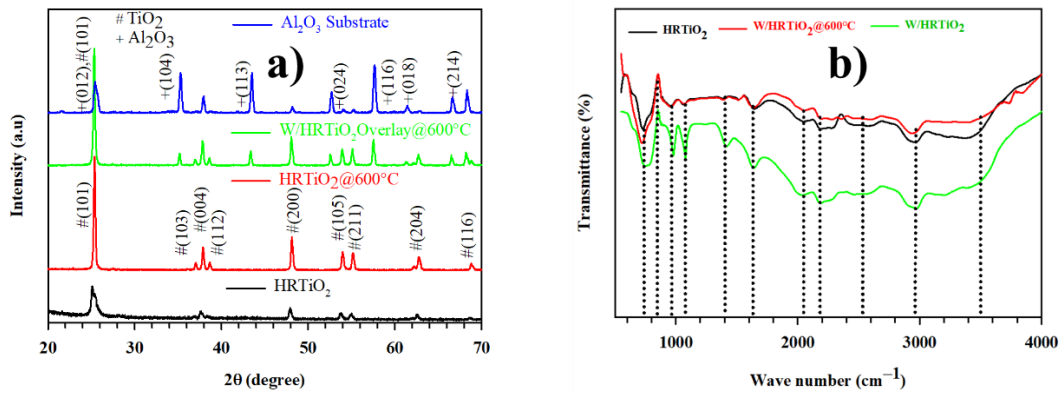 # TiO2
+ Al2O3
Al2O3 Substrate
a)
+(012),#(101)
+(104)
+(113)
+(024)
+(116)
+(018)
+(214)
W/HRTiO2Overlay@600°C
HRTiO2@600°C
#(101)
#(103)
#(004)
#(112)
#(200)
#(105)
#(211)
#(204)
#(116)
HRTiO2
Intensity (a.u)
20 30 40 50 60 70
2θ (degree)
HRTiO2 W/HRTiO2@600°C W/HRTiO2
b)
Transmittance (%)
1000 2000 3000 4000
Wave number (cm−1)